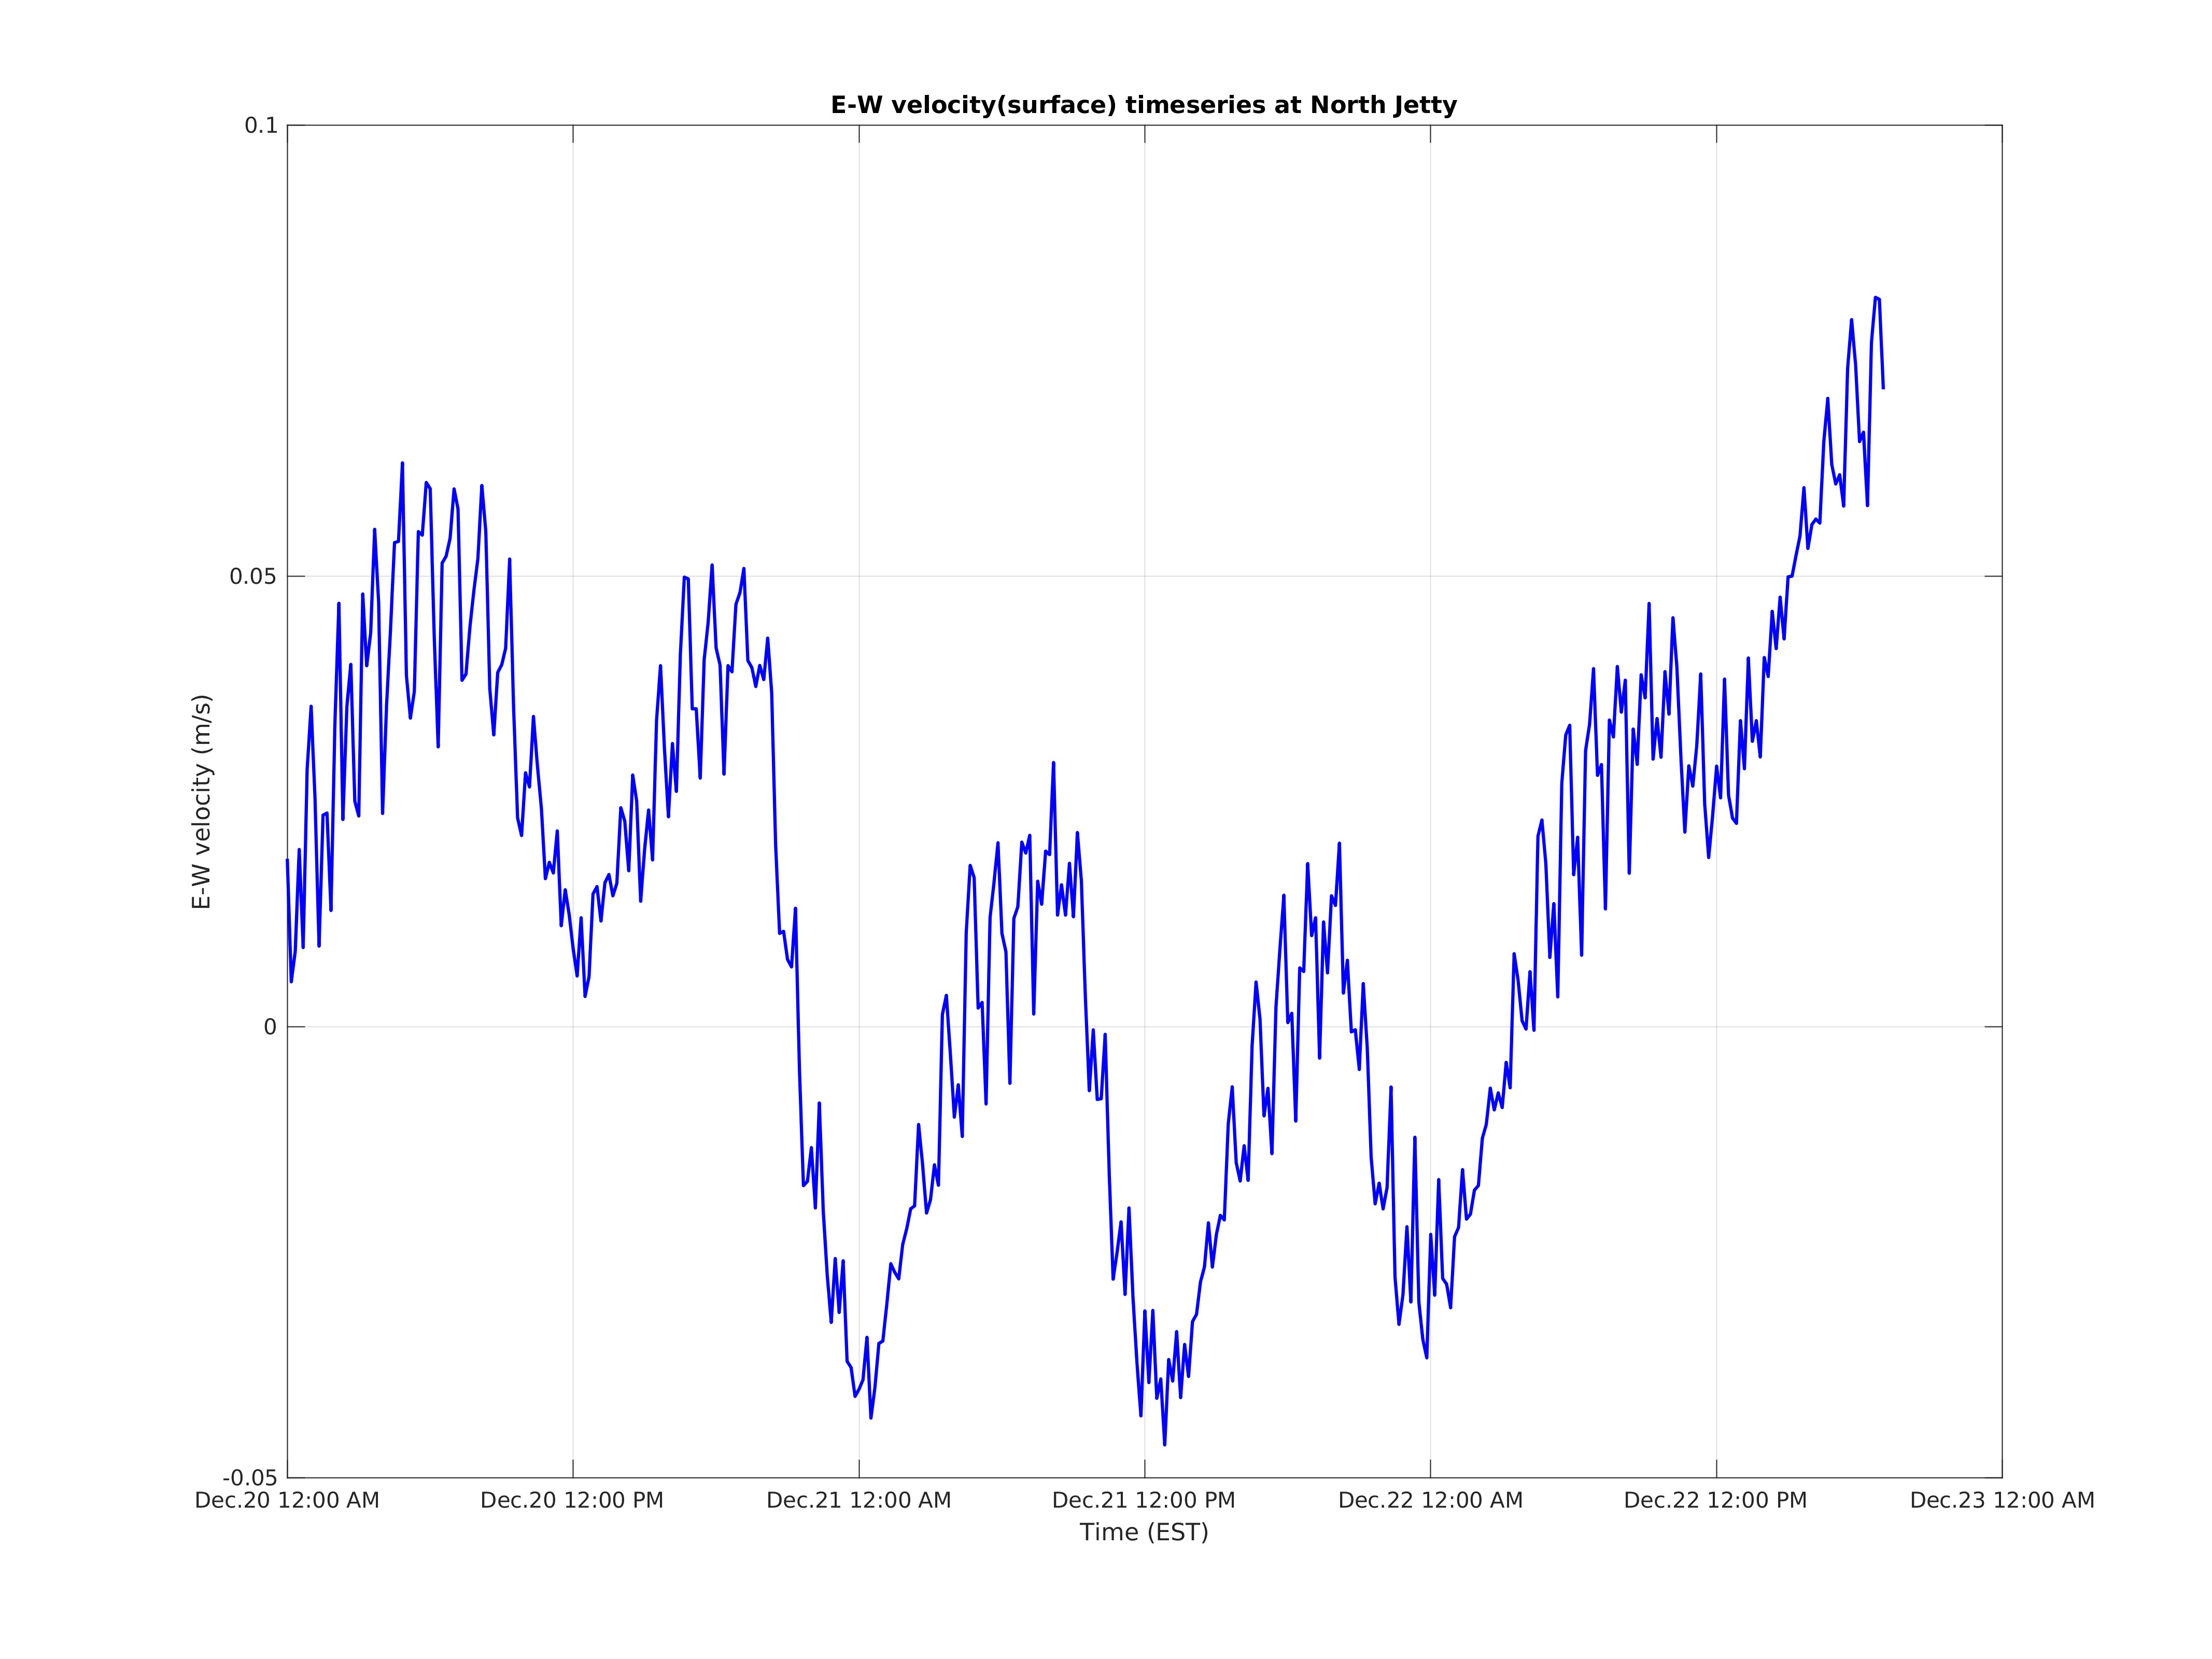 E-W velocity(surface) timeseries at North Jetty
0.1
0.05
0
-0.05
E-W velocity (m/s)
Dec.20 12:00 AM
Dec.20 12:00 PM
Dec.21 12:00 AM
Dec.21 12:00 PM
Dec.22 12:00 AM
Dec.22 12:00 PM
Dec.23 12:00 AM
Time (EST)